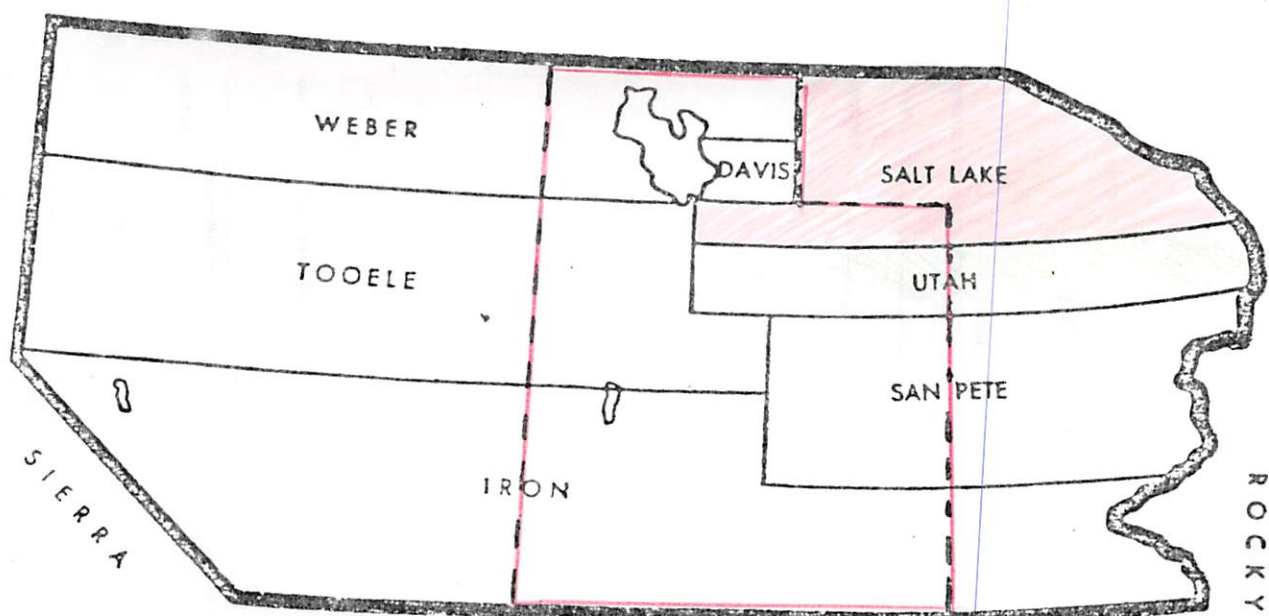 WEBER
DAVIS
SALT LAKE
TOOELE
UTAH
SAN PETE
IRON
SIERRA
ROCKY